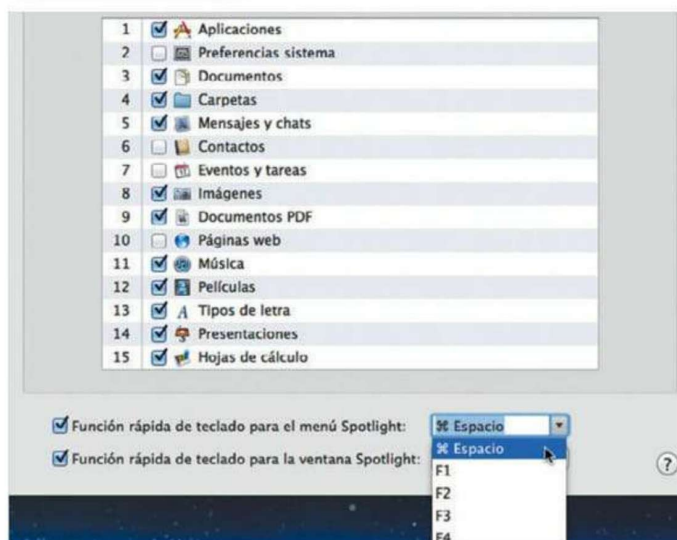 1 Aplicaciones
2 Preferencias sistema
3 Documentos
4 Carpetas
5 Mensajes y chats
6 Contactos
7 Eventos y tareas
8 Imágenes
9 Documentos PDF
10 Páginas web
11 Música
12 Películas
13 Tipos de letra
14 Presentaciones
15 Hojas de cálculo
Función rápida de teclado para el menú Spotlight: ⌘ Espacio
Función rápida de teclado para la ventana Spotlight:
⌘ Espacio
F1
F2
F3
F4
?